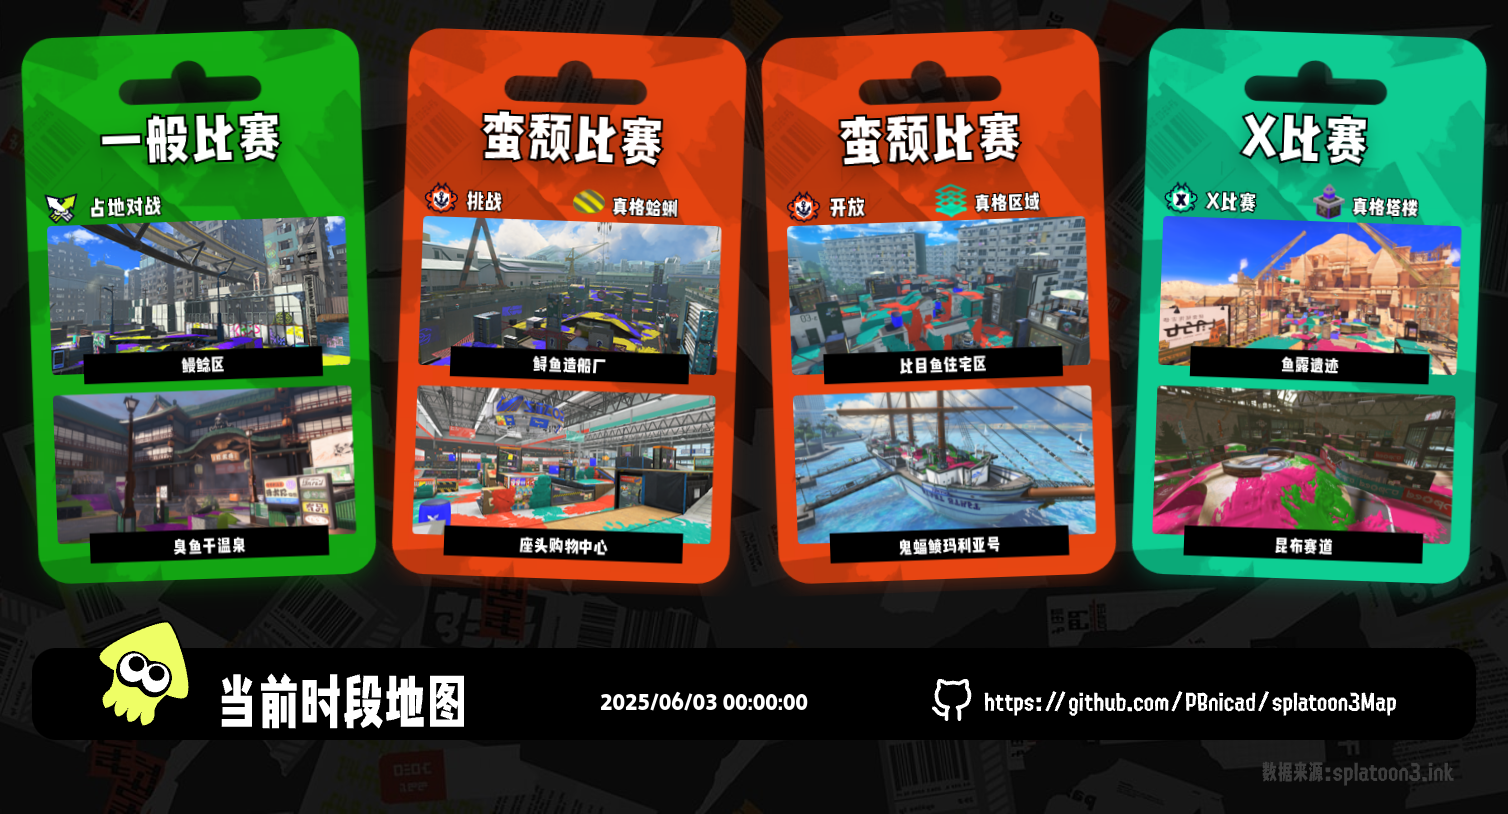 一般比赛
占地对战
鳗鲶区
臭鱼干温泉
蛮颓比赛
挑战
真格蛤蜊
鲟鱼造船厂
座头购物中心
蛮颓比赛
开放
真格区域
比目鱼住宅区
鬼蝠鲼玛利亚号
X比赛
X比赛
真格塔楼
鱼露遗迹
昆布赛道
当前时段地图
2025/06/03 00:00:00
https://github.com/PBnicad/splatoon3Map
数据来源:splatoon3.ink